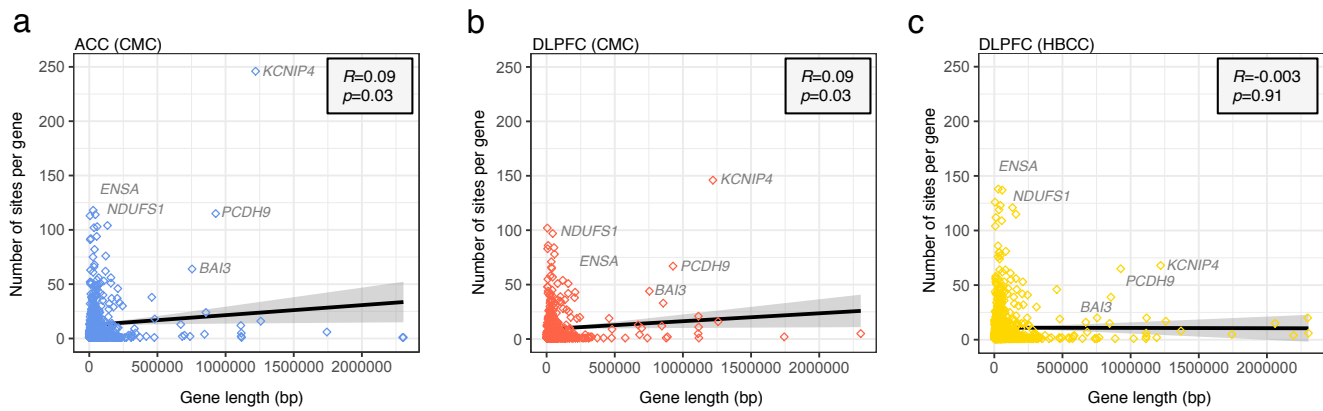 a
ACC (CMC)
Number of sites per gene
250
200
150
100
50
0
KCNIP4
R=0.09
p=0.03
ENSA
NDUFS1
PCDH9
BAI3
0 500000 1000000 1500000 2000000
Gene length (bp)
b
DLPFC (CMC)
Number of sites per gene
250
200
150
100
50
0
R=0.09
p=0.03
KCNIP4
NDUFS1
ENSA
PCDH9
BAI3
0 500000 1000000 1500000 2000000
Gene length (bp)
c
DLPFC (HBCC)
Number of sites per gene
250
200
150
100
50
0
R=-0.003
p=0.91
ENSA
NDUFS1
KCNIP4
PCDH9
BAI3
0 500000 1000000 1500000 2000000
Gene length (bp)